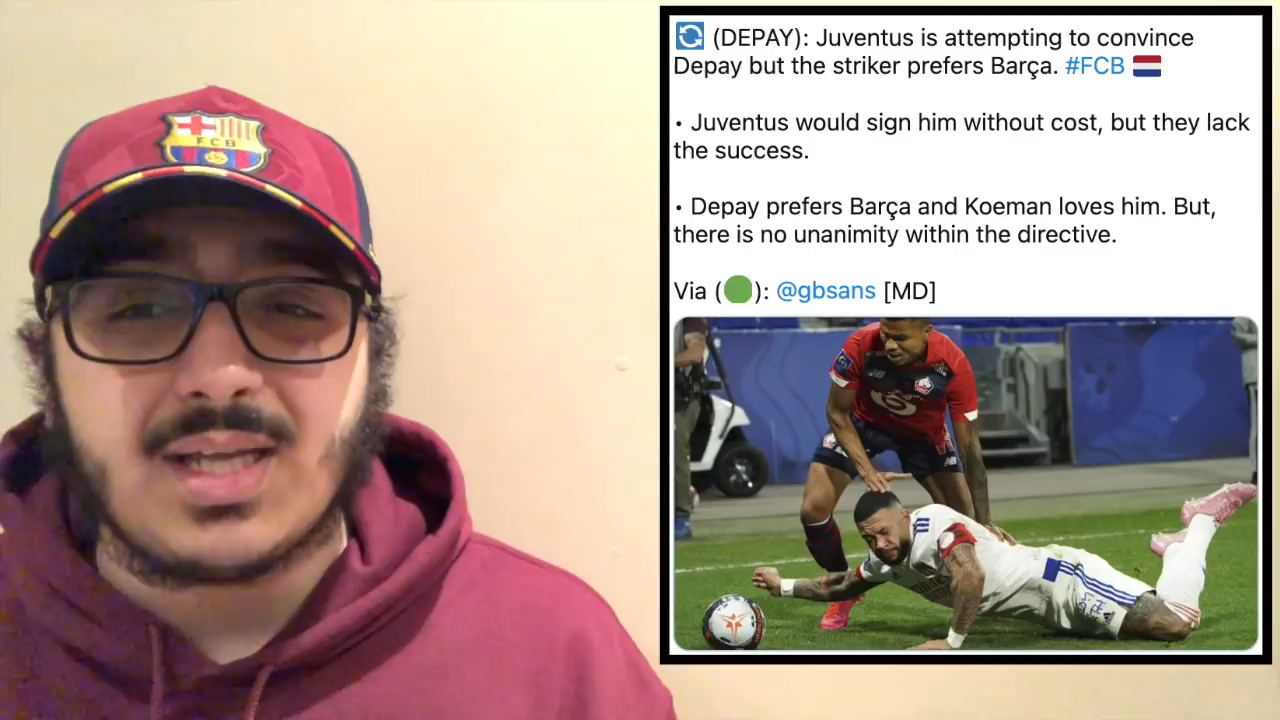 FCB
🔄 (DEPAY): Juventus is attempting to convince
Depay but the striker prefers Barça. #FCB 🇳🇱
• Juventus would sign him without cost, but they lack
the success.
• Depay prefers Barça and Koeman loves him. But,
there is no unanimity within the directive.
Via (🟢): @gbsans [MD]